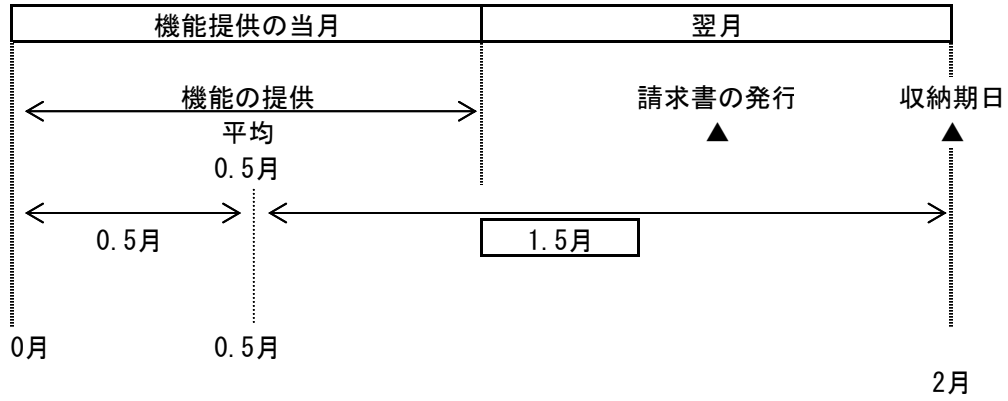 機能提供の当月 翌月
機能の提供 請求書の発行 収納期日
平均 ▲ ▲
0.5月
0.5月 1.5月
0月 0.5月
2月